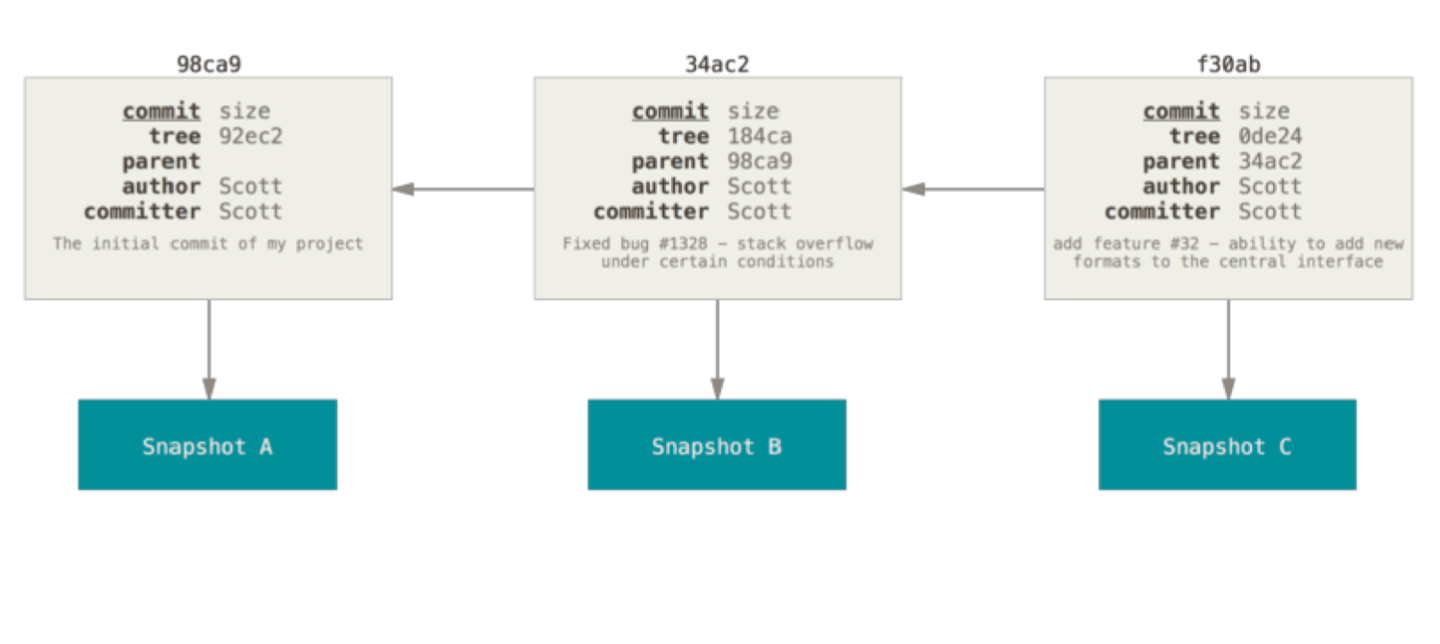 98ca9
commit size
tree 92ec2
parent
author Scott
committer Scott
The initial commit of my project
Snapshot A
34ac2
commit size
tree 184ca
parent 98ca9
author Scott
committer Scott
Fixed bug #1328 – stack overflow
under certain conditions
Snapshot B
f30ab
commit size
tree 0de24
parent 34ac2
author Scott
committer Scott
add feature #32 – ability to add new
formats to the central interface
Snapshot C